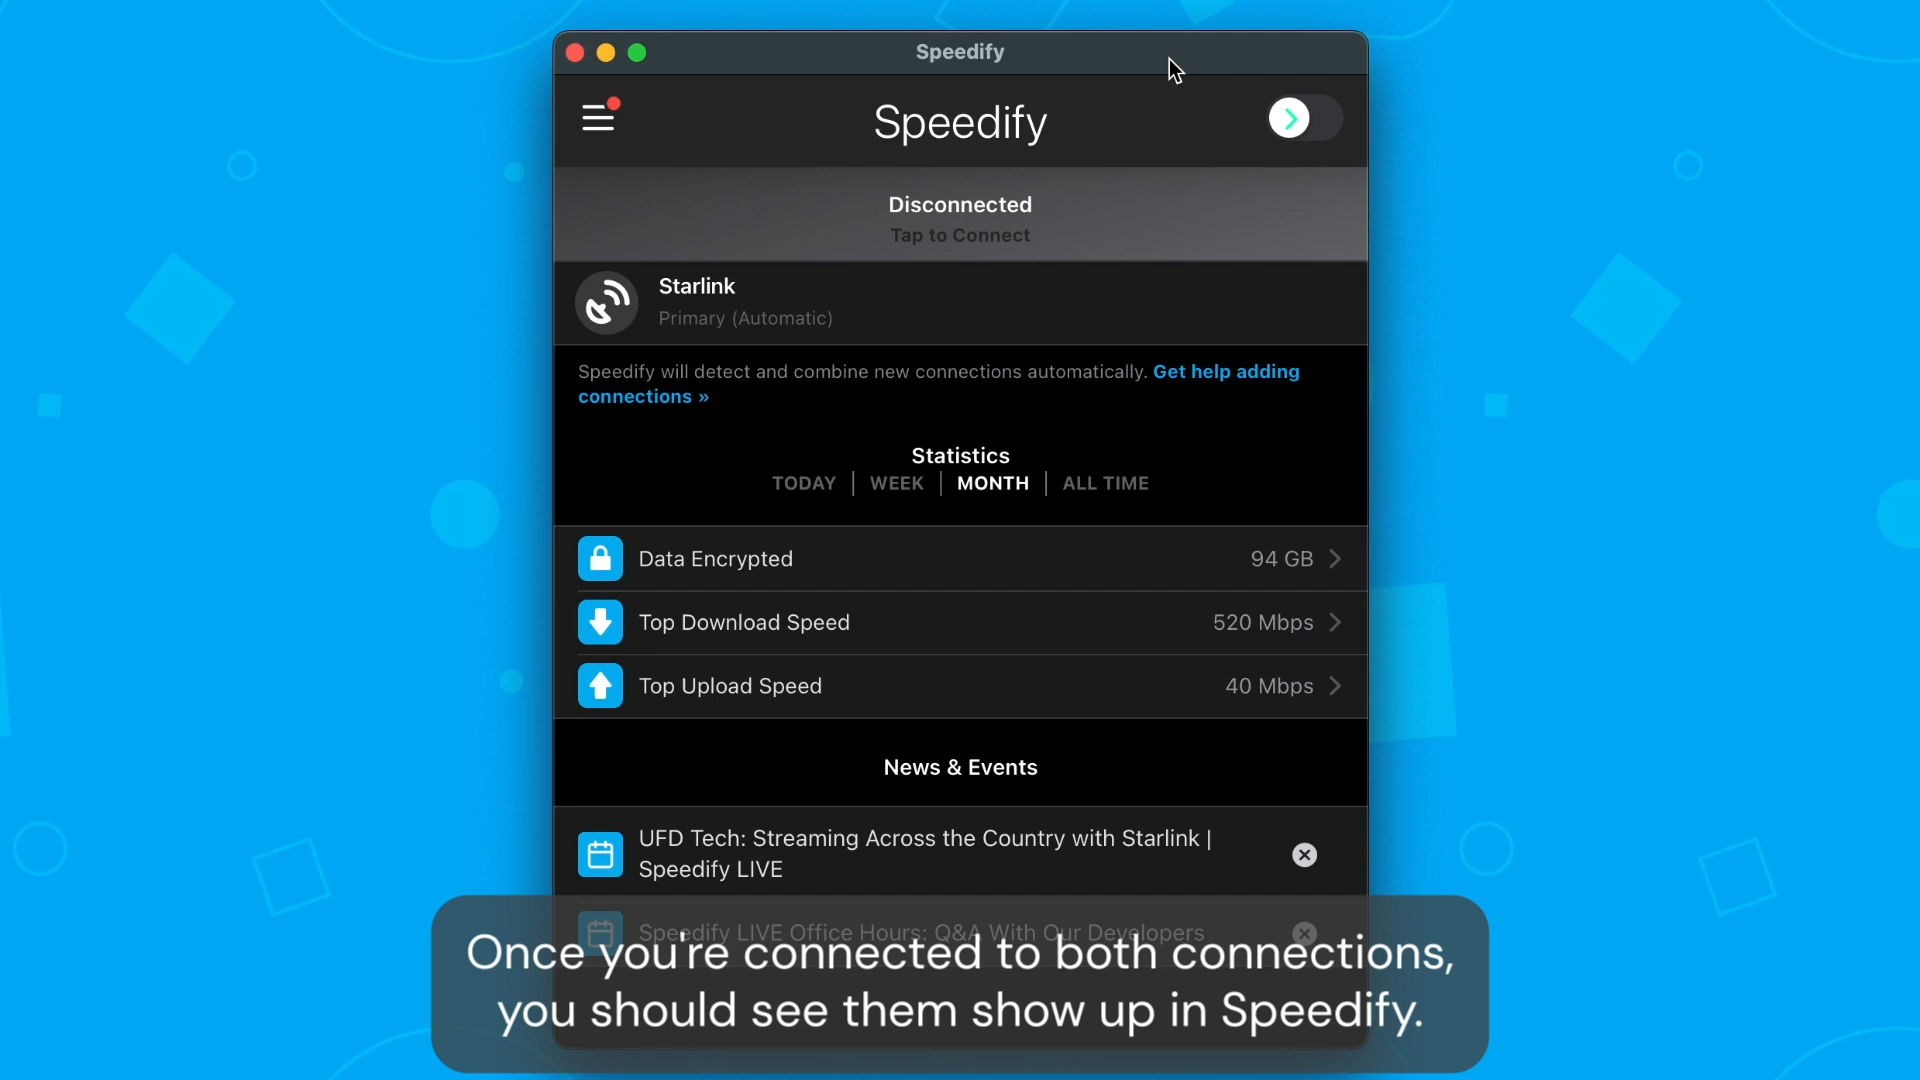 Speedify
Speedify
Disconnected
Tap to Connect
Starlink
Primary (Automatic)
Speedify will detect and combine new connections automatically. Get help adding
connections »
Statistics
TODAY | WEEK | MONTH | ALL TIME
Data Encrypted 94 GB
Top Download Speed 520 Mbps
Top Upload Speed 40 Mbps
News & Events
UFD Tech: Streaming Across the Country with Starlink |
Speedify LIVE
Speedify LIVE Office Hours: Q&A With Our Developers
Once you're connected to both connections,
you should see them show up in Speedify.